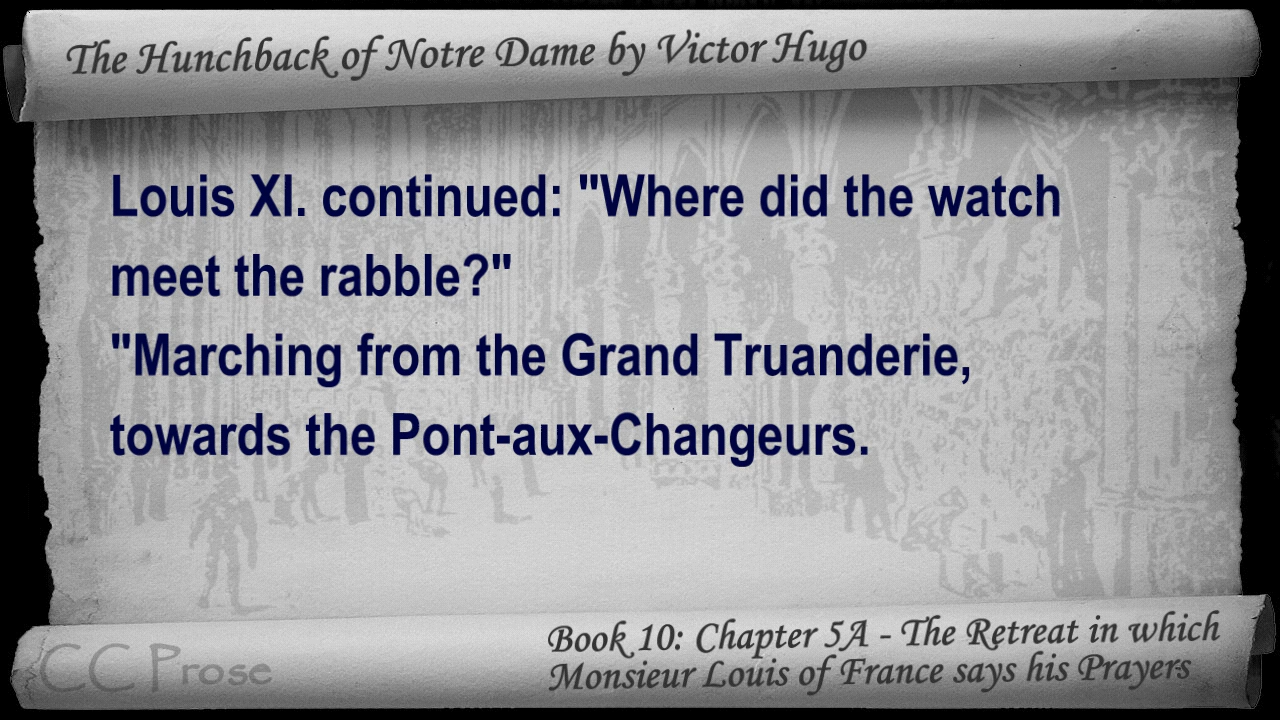 The Hunchback of Notre Dame by Victor Hugo
Louis XI. continued: "Where did the watch
meet the rabble?"
"Marching from the Grand Truanderie,
towards the Pont-aux-Changeurs.
CC Prose
Book 10: Chapter 5A - The Retreat in which
Monsieur Louis of France says his Prayers